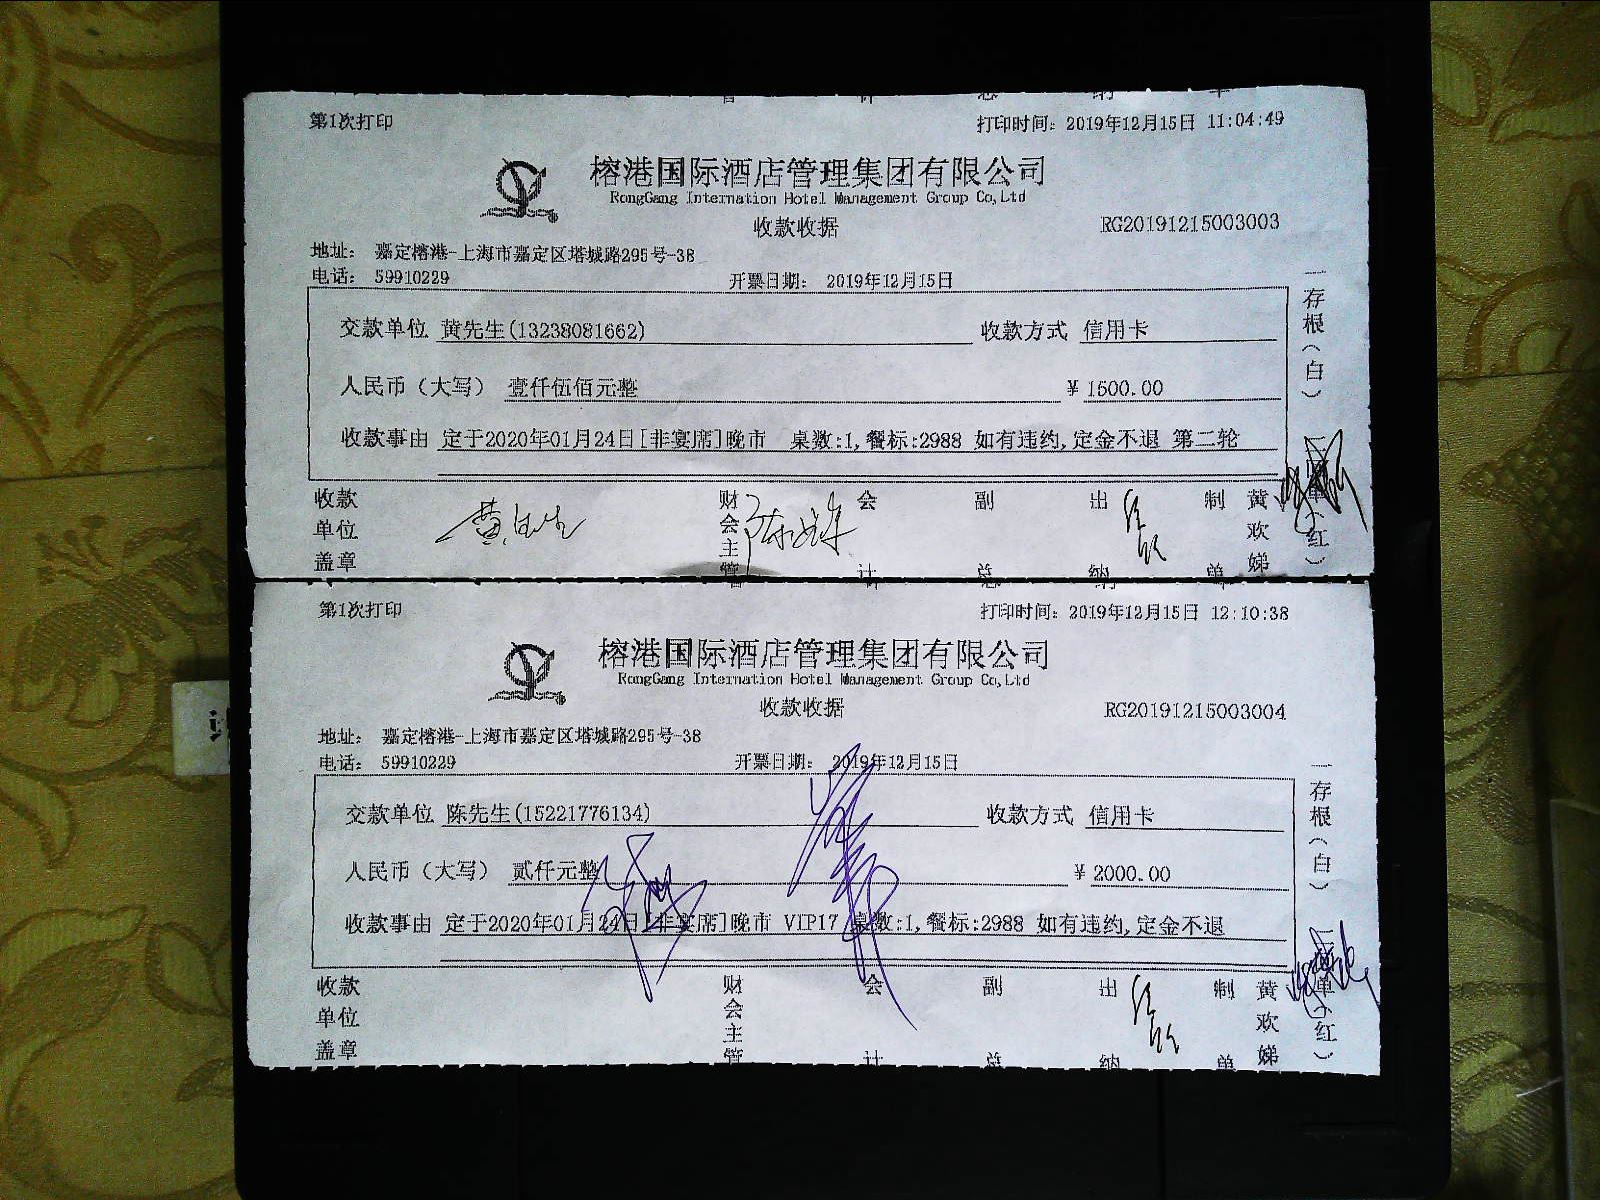 第1次打印 打印时间：2019年12月15日 11:04:49
榕港国际酒店管理集团有限公司
RongGang Internation Hotel Management Group Co,Ltd
收款收据 RG20191215003003
地址： 嘉定榕港-上海市嘉定区塔城路295号-3B
电话： 59910229 开票日期： 2019年12月15日
交款单位 黄先生(13238081662) 收款方式 信用卡
人民币（大写） 壹仟伍佰元整 ¥ 1500.00
收款事由 定于2020年01月24日[非宴席]晚市 桌数:1,餐标:2988 如有违约,定金不退 第二轮
收款单位盖章 黄先生 财会主管 会计 副总 出纳 制单 黄欢娣
一存根（白）
（红）
第1次打印 打印时间：2019年12月15日 12:10:38
榕港国际酒店管理集团有限公司
RongGang Internation Hotel Management Group Co,Ltd
收款收据 RG20191215003004
地址： 嘉定榕港-上海市嘉定区塔城路295号-3B
电话： 59910229 开票日期： 2019年12月15日
交款单位 陈先生(15221776134) 收款方式 信用卡
人民币（大写） 贰仟元整 ¥ 2000.00
收款事由 定于2020年01月24日[非宴席]晚市 VIP17 桌数:1,餐标:2988 如有违约,定金不退
收款单位盖章 财会主管 会计 副总 出纳 制单 黄欢娣
一存根（白）
单（红）